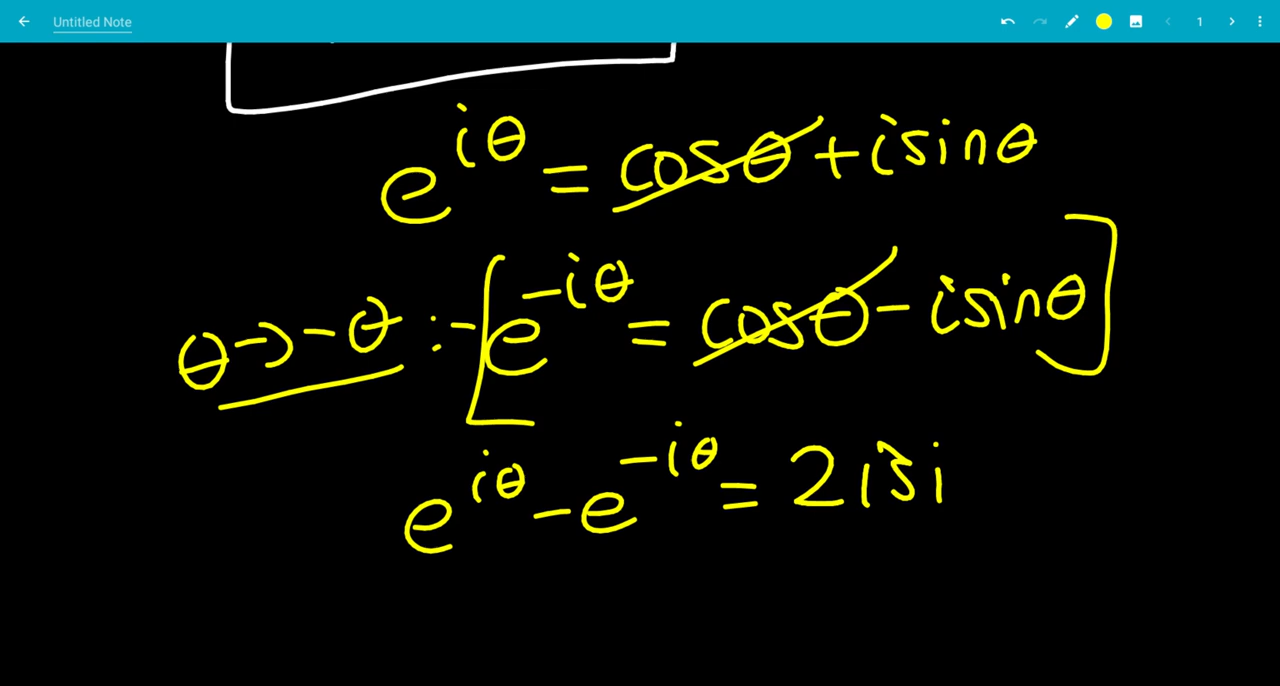 Untitled Note
1
e^{iθ} = cosθ + isinθ
θ → -θ : -[e^{-iθ} = cosθ - isinθ]
e^{iθ} - e^{-iθ} = 2isi